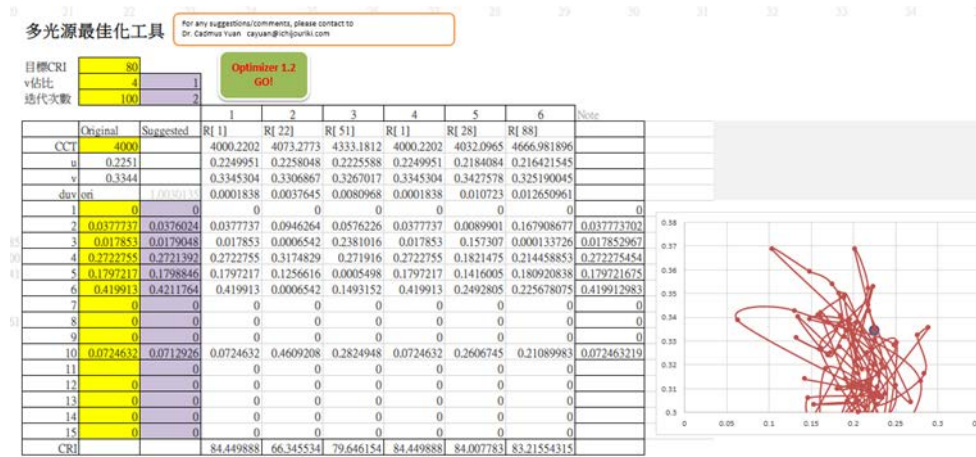 多光源最佳化工具
For any suggestions/comments, please contact to
Dr. Cadmus Yuan cayuan@ichijouriki.com
目標CRI 80
v佔比 4 1
迭代次數 100 2
Optimizer 1.2
GO!
1 2 3 4 5 6 Note
Original Suggested R[ 1] R[ 22] R[ 51] R[ 1] R[ 28] R[ 88]
CCT 4000 4000.2202 4073.2773 4333.1812 4000.2202 4032.0965 4666.981896
u 0.2251 0.2249951 0.2258048 0.2225588 0.2249951 0.2184084 0.216421545
v 0.3344 0.3345304 0.3306867 0.3267017 0.3345304 0.3427578 0.325190045
duv ori 1.0030135 0.0001838 0.0037645 0.0080968 0.0001838 0.010723 0.012650961
1 0 0 0 0 0 0 0 0 0
2 0.0377737 0.0376024 0.0377737 0.0946264 0.0576226 0.0377737 0.0089901 0.167908677 0.037773702
3 0.017853 0.0179048 0.017853 0.0006542 0.2381016 0.017853 0.157307 0.000133726 0.017852967
4 0.2722755 0.2721392 0.2722755 0.3174829 0.271916 0.2722755 0.1821475 0.214458853 0.272275454
5 0.1797217 0.1798846 0.1797217 0.1256616 0.0005498 0.1797217 0.1416005 0.180920838 0.179721675
6 0.419913 0.4211764 0.419913 0.0006542 0.1493152 0.419913 0.2492805 0.225678075 0.419912983
7 0 0 0 0 0 0 0 0 0
8 0 0 0 0 0 0 0 0 0
9 0 0 0 0 0 0 0 0 0
10 0.0724632 0.0712926 0.0724632 0.4609208 0.2824948 0.0724632 0.2606745 0.21089983 0.072463219
11 0 0 0 0 0 0 0
12 0 0 0 0 0 0 0 0
13 0 0 0 0 0 0 0 0
14 0 0 0 0 0 0 0 0
15 0 0 0 0 0 0 0 0
CRI 84.449888 66.345534 79.646154 84.449888 84.007783 83.21554315
0.38
0.37
0.36
0.35
0.34
0.33
0.32
0.31
0.3
0 0.05 0.1 0.15 0.2 0.25 0.3 0.35